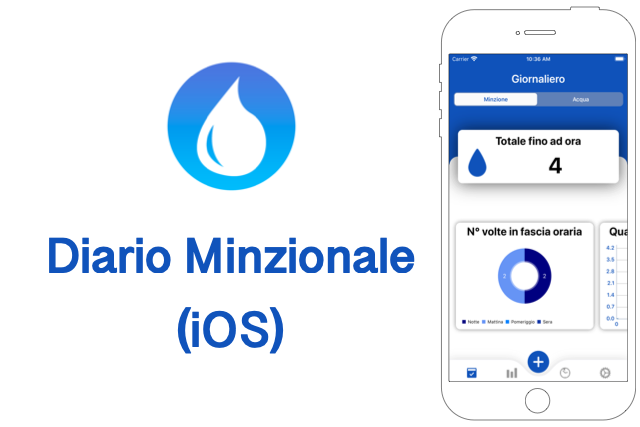 Diario Minzionale
(iOS)
Carrier 10:36 AM
Giornaliero
Minzione Acqua
Totale fino ad ora
4
N° volte in fascia oraria
2 2
Notte Mattina Pomeriggio Sera
Qua
4.2
3.5
2.8
2.1
1.4
0.7
0.0
0